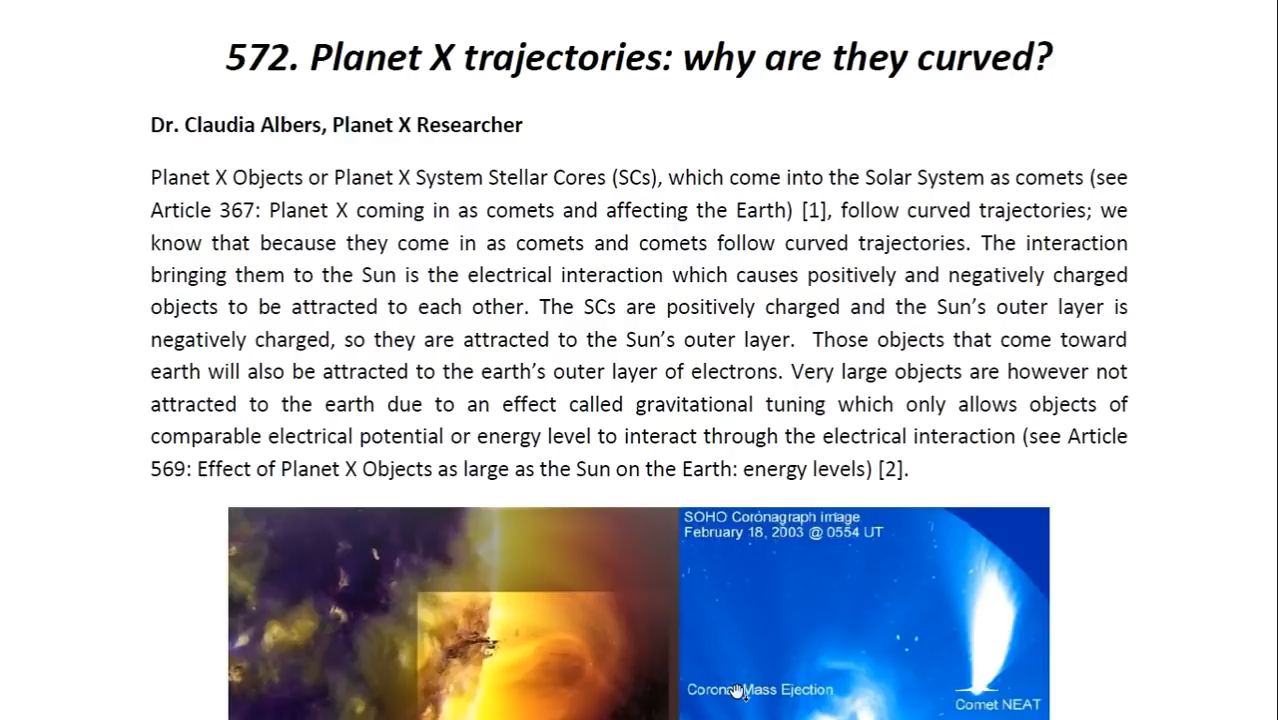 572. Planet X trajectories: why are they curved?
Dr. Claudia Albers, Planet X Researcher
Planet X Objects or Planet X System Stellar Cores (SCs), which come into the Solar System as comets (see
Article 367: Planet X coming in as comets and affecting the Earth) [1], follow curved trajectories; we
know that because they come in as comets and comets follow curved trajectories. The interaction
bringing them to the Sun is the electrical interaction which causes positively and negatively charged
objects to be attracted to each other. The SCs are positively charged and the Sun’s outer layer is
negatively charged, so they are attracted to the Sun’s outer layer.  Those objects that come toward
earth will also be attracted to the earth’s outer layer of electrons. Very large objects are however not
attracted to the earth due to an effect called gravitational tuning which only allows objects of
comparable electrical potential or energy level to interact through the electrical interaction (see Article
569: Effect of Planet X Objects as large as the Sun on the Earth: energy levels) [2].
SOHO Coronagraph image
February 18, 2003 @ 0554 UT
Coronal Mass Ejection
Comet NEAT